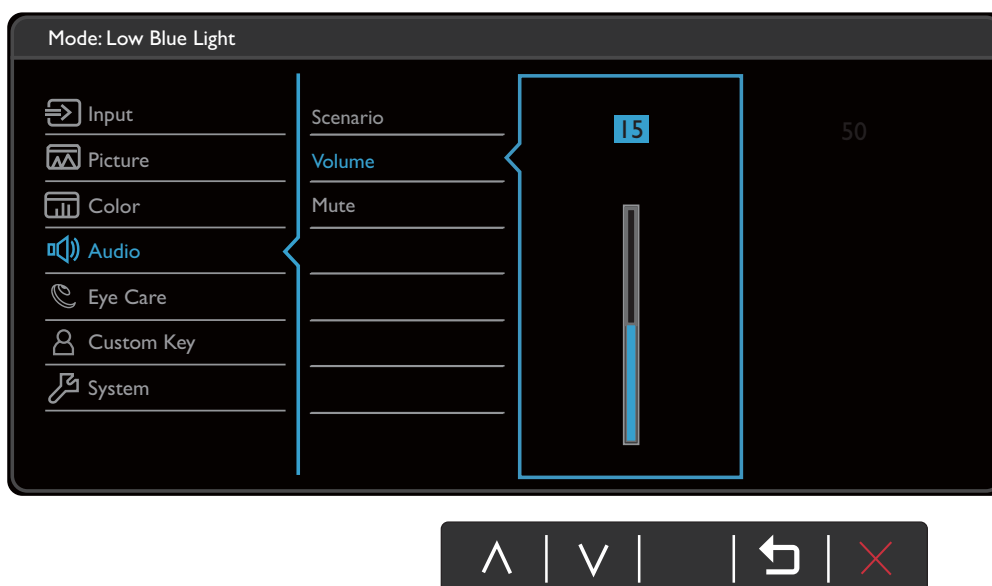 Mode: Low Blue Light
Input
Picture
Color
Audio
Eye Care
Custom Key
System
Scenario
Volume
Mute
15
50